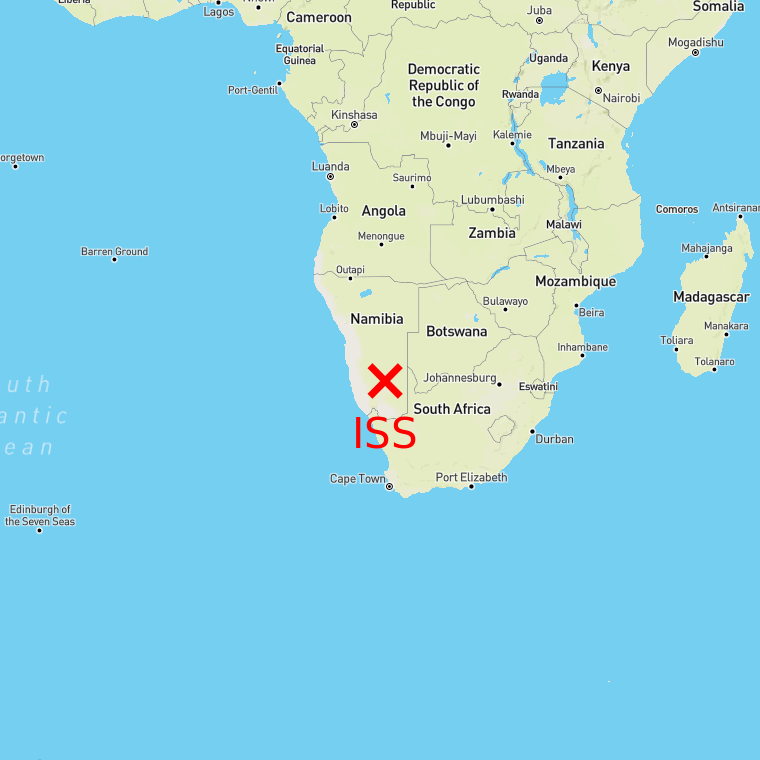 Republic
Somalia
Lagos
Cameroon
Juba
Mogadishu
Equatorial
Guinea
Uganda
Kenya
Port-Gentil
Democratic
Republic of
the Congo
Rwanda
Nairobi
Kinshasa
Mbuji-Mayi
Kalemie
Tanzania
orgetown
Luanda
Saurimo
Mbeya
Lobito
Angola
Lubumbashi
Comoros
Antsiranan
Menongue
Zambia
Malawi
Barren Ground
Mahajanga
Outapi
Mozambique
Madagascar
Bulawayo
Beira
Namibia
Botswana
Manakara
Toliara
Inhambane
Tolanaro
outh
antic
ean
Johannesburg
Eswatini
South Africa
ISS
Durban
Cape Town
Port Elizabeth
Edinburgh of
the Seven Seas